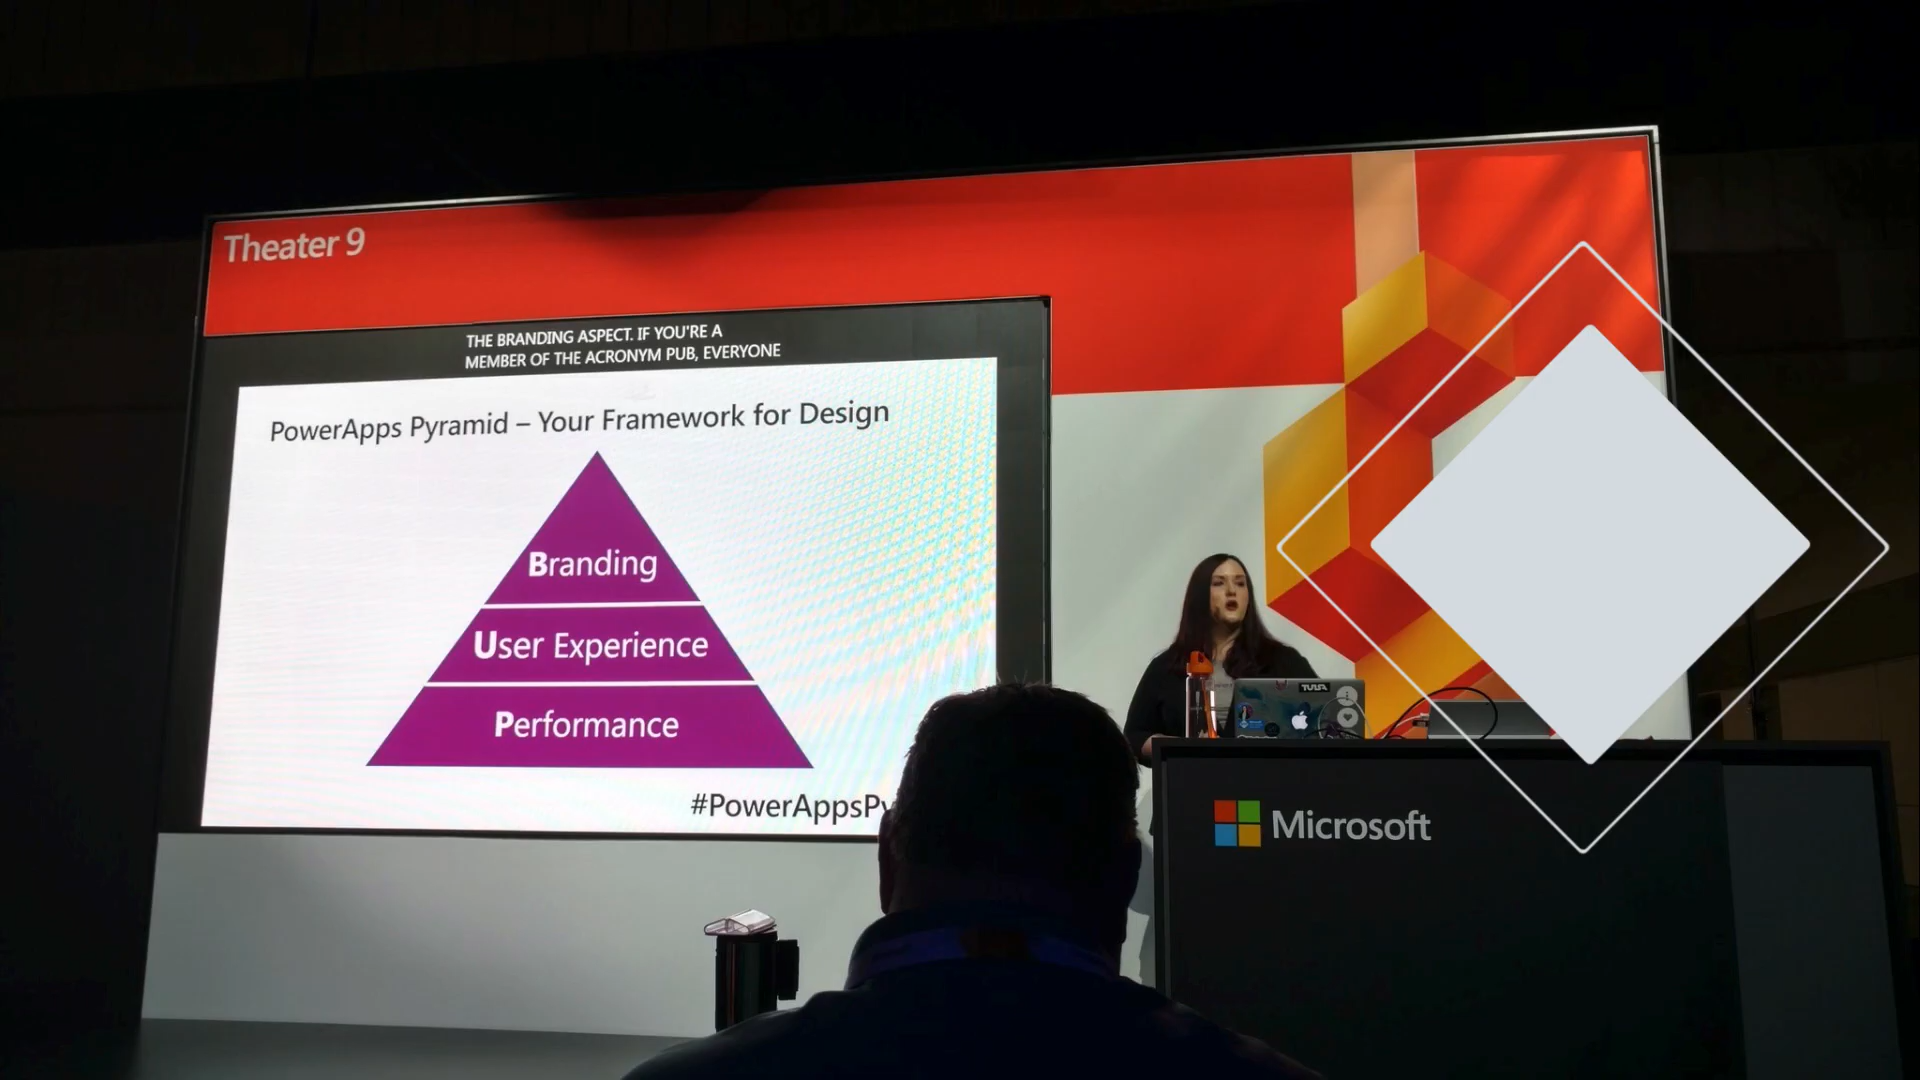 Theater 9
THE BRANDING ASPECT. IF YOU'RE A
MEMBER OF THE ACRONYM PUB, EVERYONE
PowerApps Pyramid – Your Framework for Design
Branding
User Experience
Performance
#PowerAppsPy
Microsoft